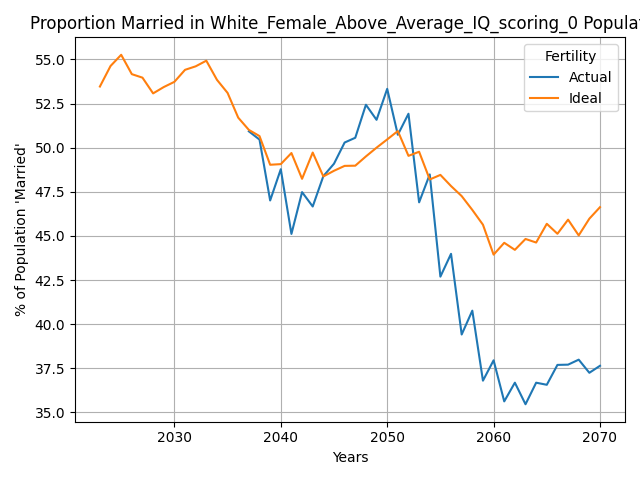 Proportion Married in White_Female_Above_Average_IQ_scoring_0 Populat
Fertility
Actual
Ideal
55.0
52.5
50.0
47.5
45.0
42.5
40.0
37.5
35.0
% of Population 'Married'
2030
2040
2050
2060
2070
Years